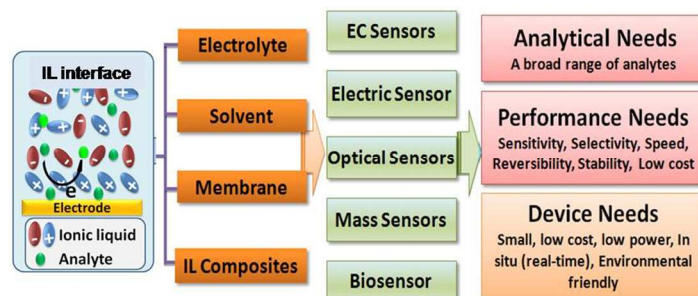 IL interface
e
Electrode
Ionic liquid
Analyte
Electrolyte
Solvent
Membrane
IL Composites
EC Sensors
Electric Sensor
Optical Sensors
Mass Sensors
Biosensor
Analytical Needs
A broad range of analytes
Performance Needs
Sensitivity, Selectivity, Speed,
Reversibility, Stability, Low cost
Device Needs
Small, low cost, low power, In
situ (real-time), Environmental
friendly